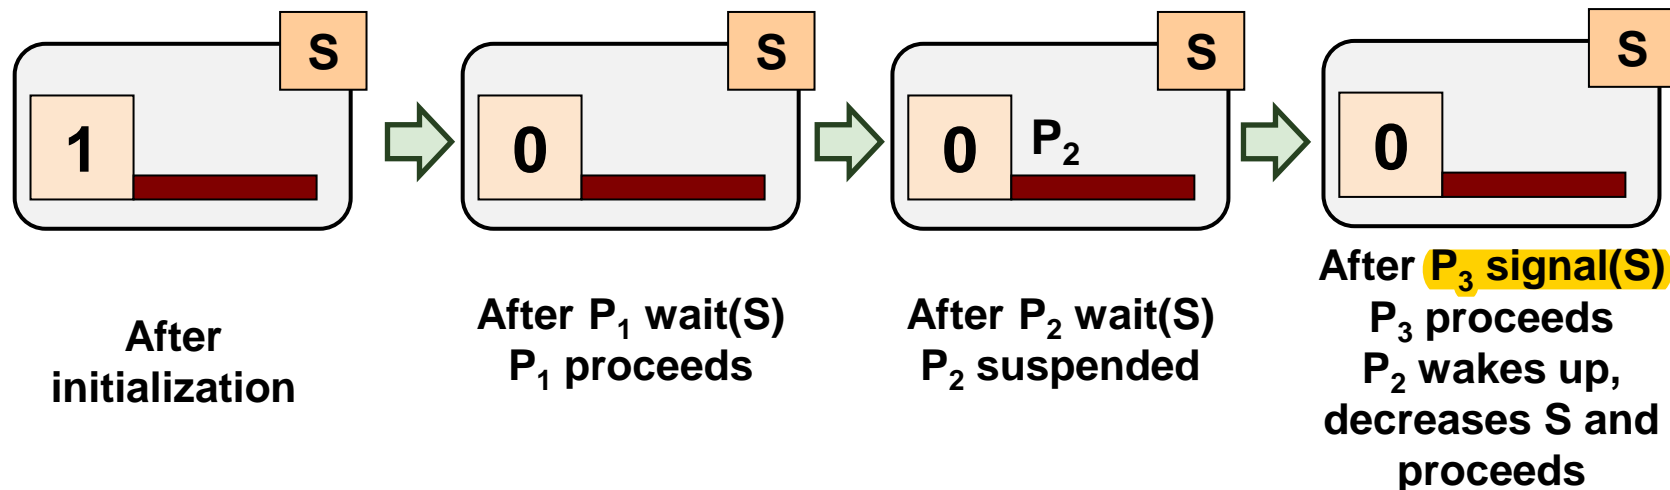 S
1
After
initialization
S
0
After P₁ wait(S)
P₁ proceeds
S
0
P₂
After P₂ wait(S)
P₂ suspended
S
0
After P₃ signal(S)
P₃ proceeds
P₂ wakes up,
decreases S and
proceeds